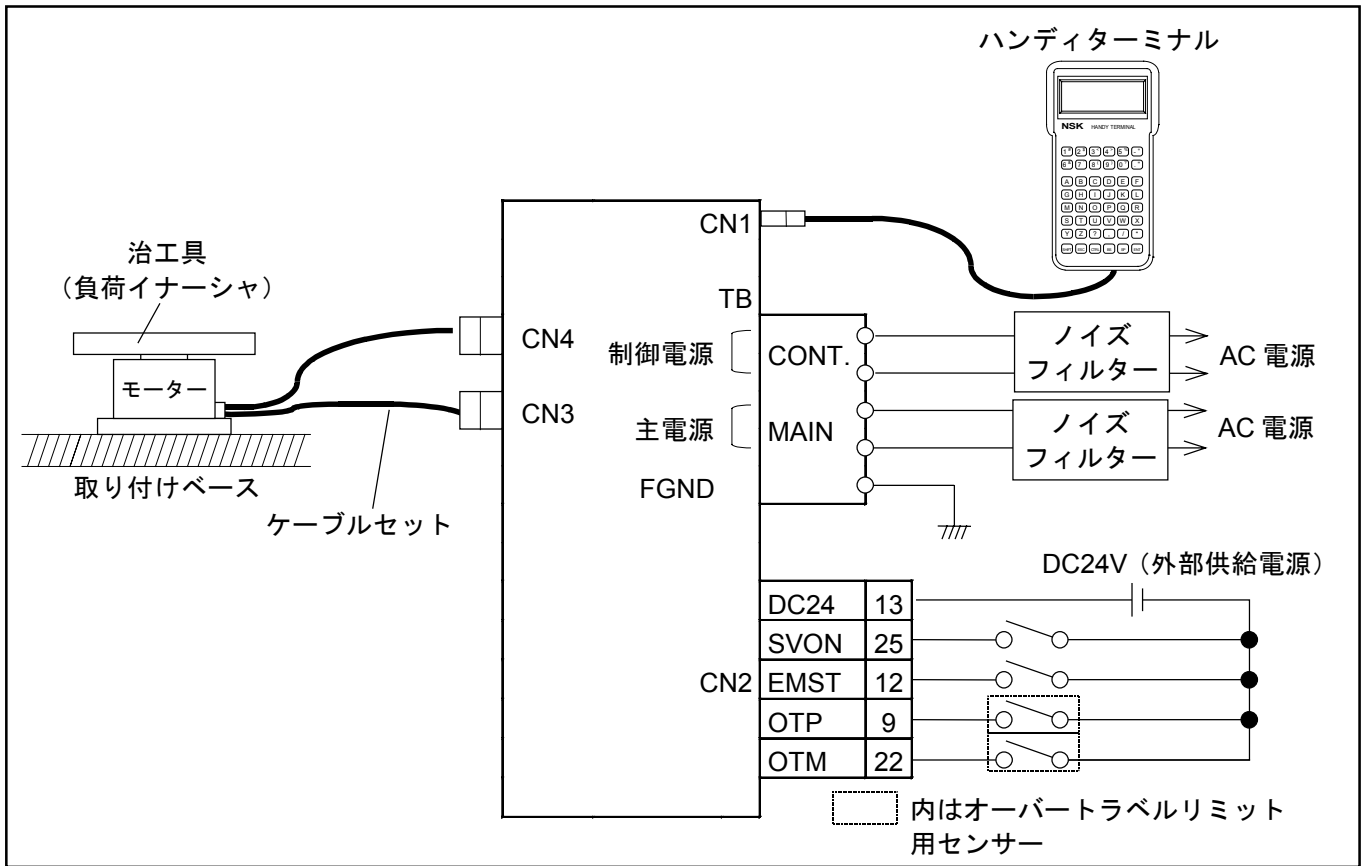 ハンディターミナル
NSK HANDY TERMINAL
A B C D E F
G H I J K L
M N O P Q R
S T U V W X
Y Z ?
CN1
治工具
（負荷イナーシャ）
TB
CN4
制御電源
CONT.
ノイズ
フィルター
AC 電源
モーター
CN3
主電源
MAIN
ノイズ
フィルター
AC 電源
取り付けベース
FGND
ケーブルセット
DC24V（外部供給電源）
DC24 13
SVON 25
CN2 EMST 12
OTP 9
OTM 22
内はオーバートラベルリミット
用センサー